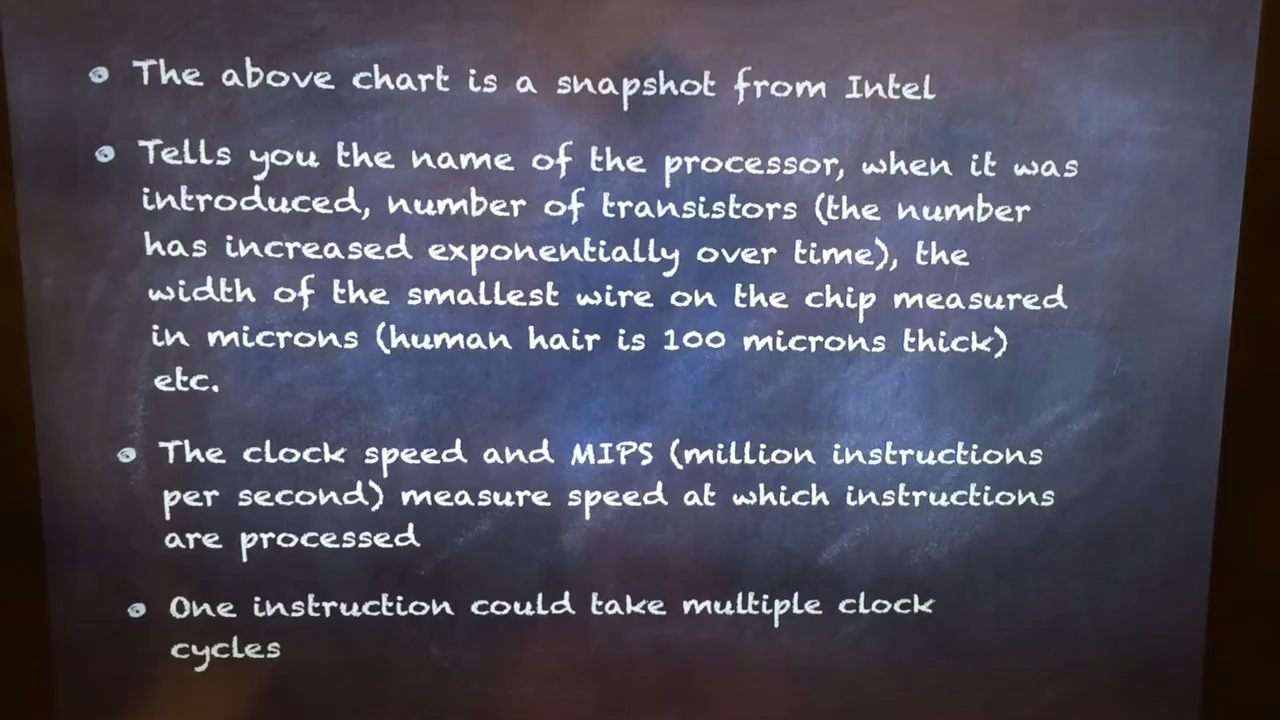 The above chart is a snapshot from Intel
Tells you the name of the processor, when it was
introduced, number of transistors (the number
has increased exponentially over time), the
width of the smallest wire on the chip measured
in microns (human hair is 100 microns thick)
etc.
The clock speed and MIPS (million instructions
per second) measure speed at which instructions
are processed
One instruction could take multiple clock
cycles